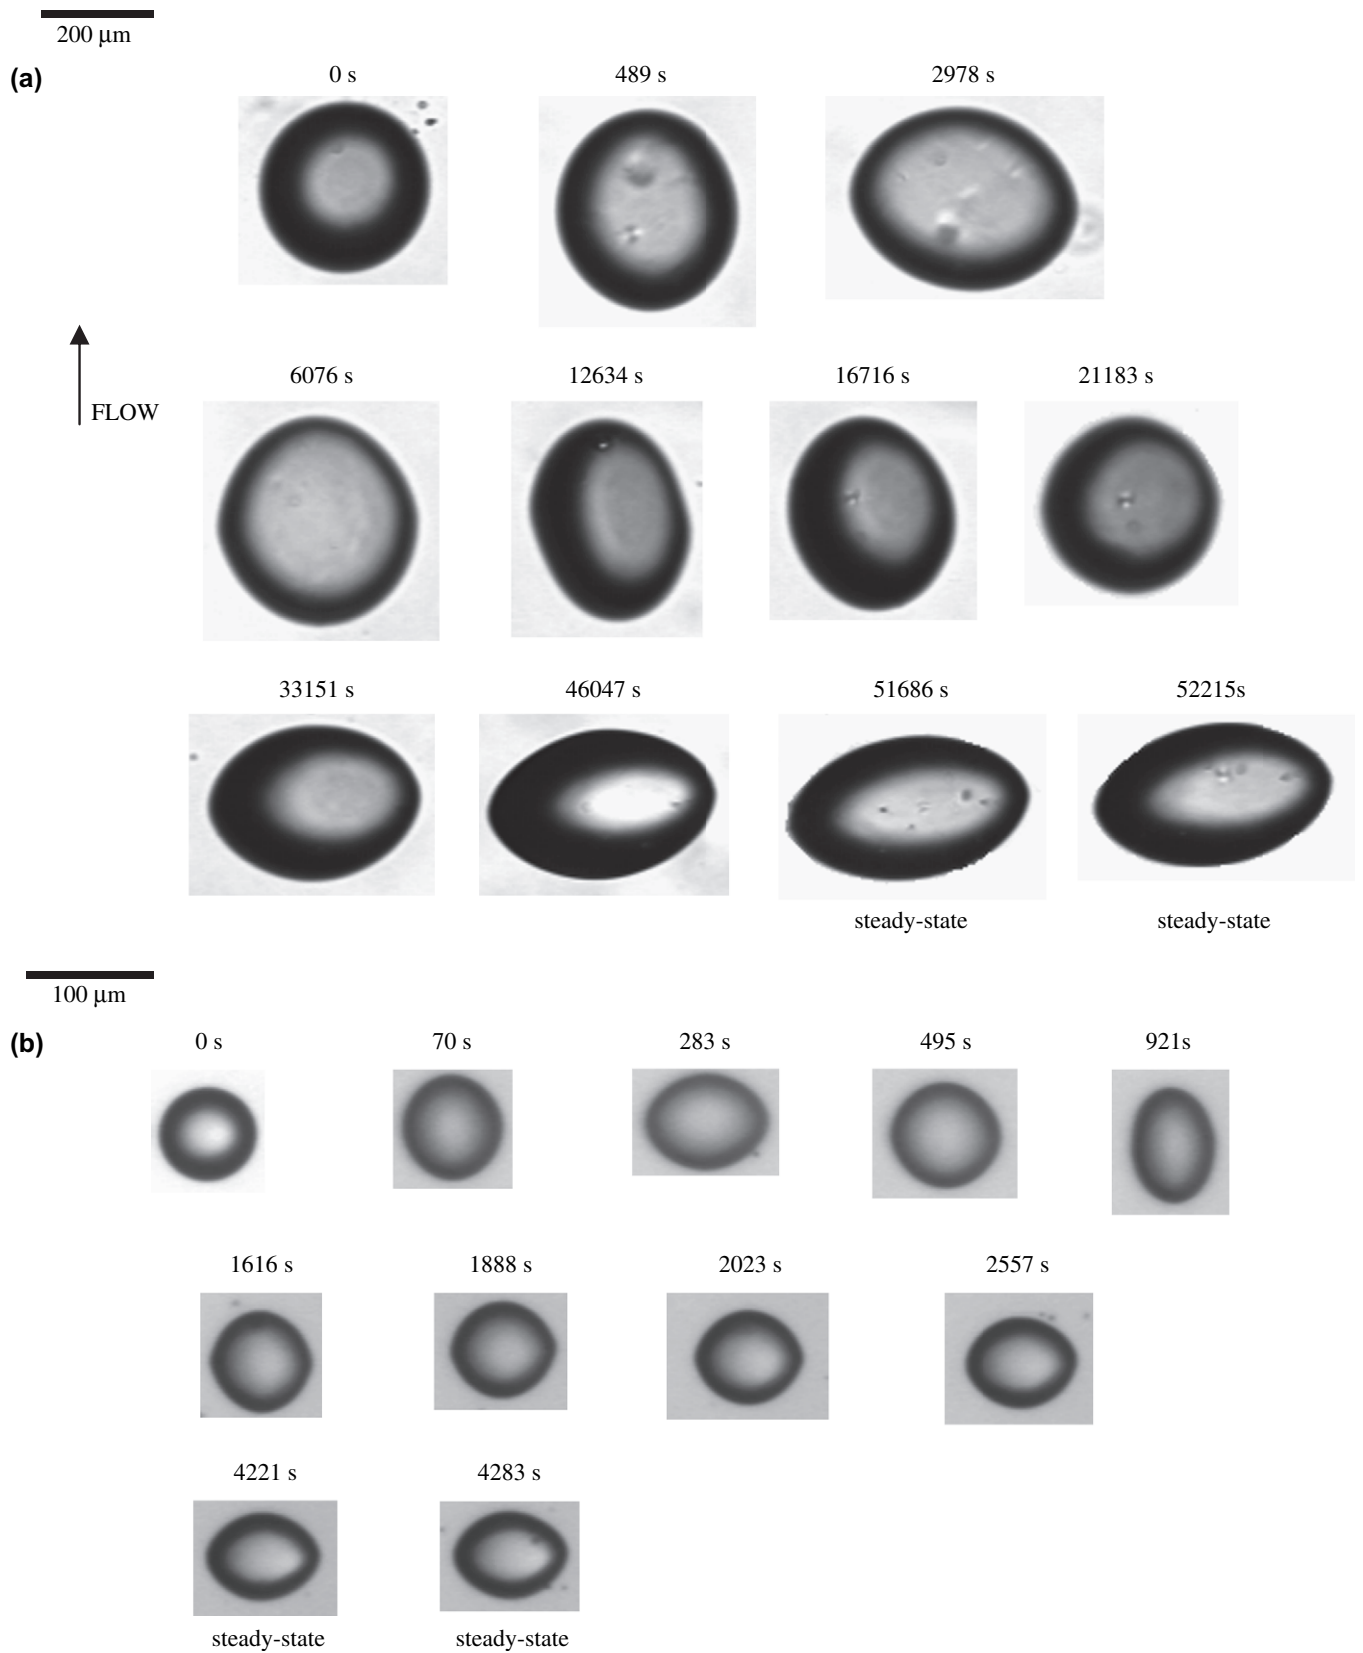 200 μm
(a)
0 s
489 s
2978 s
FLOW
6076 s
12634 s
16716 s
21183 s
33151 s
46047 s
51686 s
52215s
steady-state
steady-state
100 μm
(b)
0 s
70 s
283 s
495 s
921s
1616 s
1888 s
2023 s
2557 s
4221 s
4283 s
steady-state
steady-state